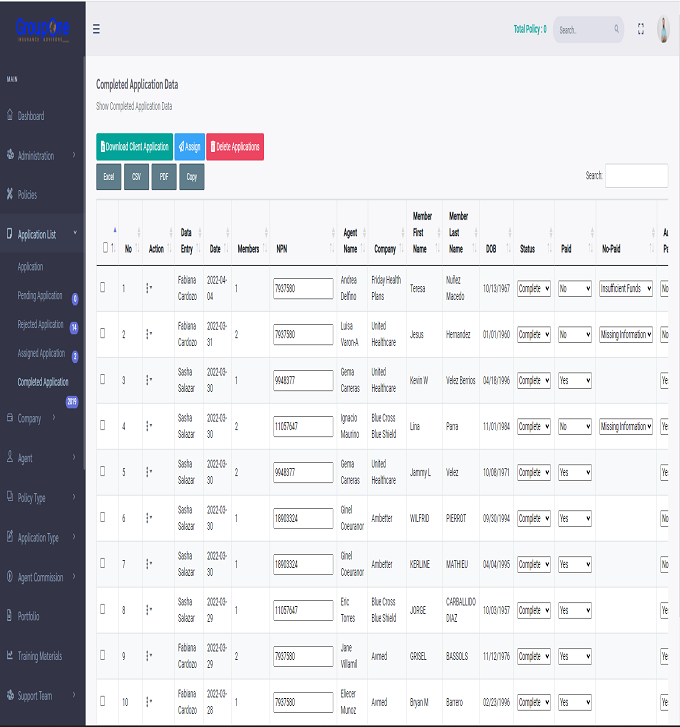 GroupOne
Total Policy : 0
Search..
MAIN
Dashboard
Administration
Policies
Application List
Application
Pending Application 0
Rejected Application 14
Assigned Application 2
Completed Application
2819
Company
Agent
Policy Type
Application Type
Agent Commission
Portfolio
Training Materials
Support Team
Completed Application Data
Show Completed Application Data
Download Client Application Assign Delete Applications
Excel CSV PDF Copy
Search:
No Action Data Entry Date Members NPN Agent Name Company Member First Name Member Last Name DOB Status Paid No-Paid
1 Fabiana Cardozo 2022-04-04 1 7937580 Andrea Delfino Friday Health Plans Teresa Nuñez Macedo 10/13/1967 Complete No Insufficient Funds No
2 Fabiana Cardozo 2022-03-31 2 7937580 Luisa Varon-A United Healthcare Jesus Hernandez 01/01/1960 Complete No Missing Information No
3 Sasha Salazar 2022-03-30 1 9948377 Gema Carreras United Healthcare Kevin W Velez Berrios 04/18/1996 Complete Yes Ye
4 Sasha Salazar 2022-03-30 2 11057647 Ignacio Maurino Blue Cross Blue Shield Lina Parra 11/01/1984 Complete No Missing Information Ye
5 Sasha Salazar 2022-03-30 2 9948377 Gema Carreras United Healthcare Jammy L Velez 10/08/1971 Complete Yes Ye
6 Sasha Salazar 2022-03-30 1 18903324 Ginel Coeuranor Ambetter WILFRID PIERROT 09/30/1994 Complete Yes No
7 Sasha Salazar 2022-03-30 1 18903324 Ginel Coeuranor Ambetter KERLINE MATHIEU 04/04/1995 Complete Yes No
8 Sasha Salazar 2022-03-29 1 11057647 Eric Torres Blue Cross Blue Shield JORGE CARBALLIDO DIAZ 10/03/1957 Complete Yes Ye
9 Fabiana Cardozo 2022-03-29 2 7937580 Jane Villamil Avmed GRISEL BASSOLS 11/12/1976 Complete Yes Ye
10 Fabiana Cardozo 2022-03-28 1 7937580 Eliecer Munoz Avmed Bryan M Barrero 02/23/1996 Complete Yes Ye